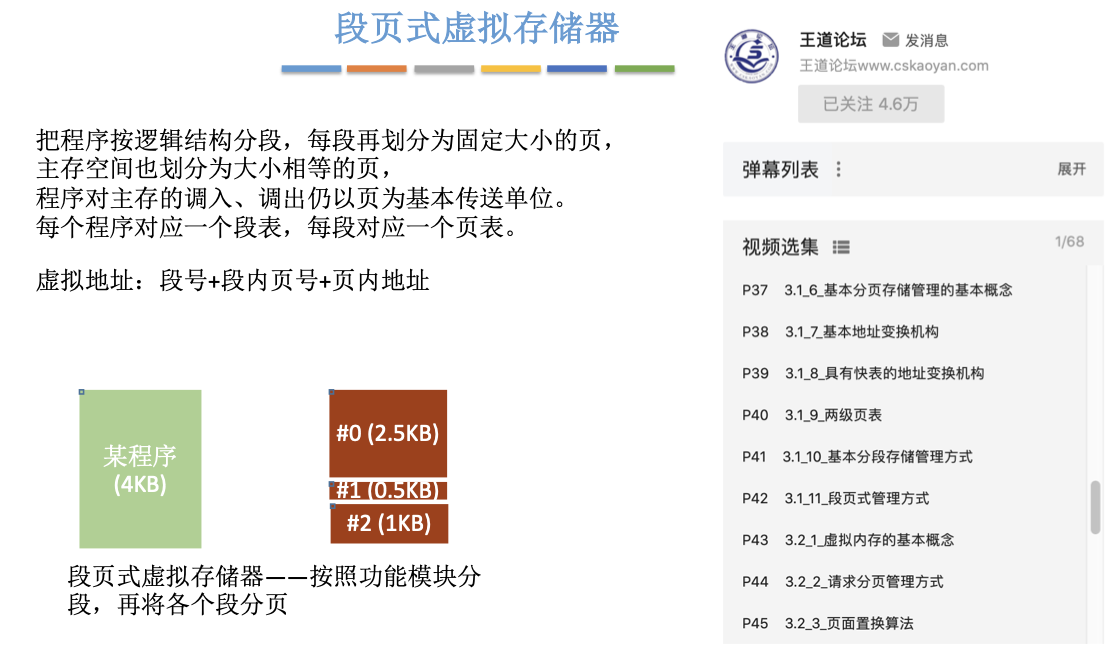 段页式虚拟存储器
把程序按逻辑结构分段，每段再划分为固定大小的页，
主存空间也划分为大小相等的页，
程序对主存的调入、调出仍以页为基本传送单位。
每个程序对应一个段表，每段对应一个页表。
虚拟地址：段号+段内页号+页内地址
某程序
(4KB)
#0 (2.5KB)
#1 (0.5KB)
#2 (1KB)
段页式虚拟存储器——按照功能模块分
段，再将各个段分页
王道论坛 发消息
王道论坛www.cskaoyan.com
已关注 4.6万
弹幕列表 展开
视频选集 1/68
P37 3.1_6_基本分页存储管理的基本概念
P38 3.1_7_基本地址变换机构
P39 3.1_8_具有快表的地址变换机构
P40 3.1_9_两级页表
P41 3.1_10_基本分段存储管理方式
P42 3.1_11_段页式管理方式
P43 3.2_1_虚拟内存的基本概念
P44 3.2_2_请求分页管理方式
P45 3.2_3_页面置换算法